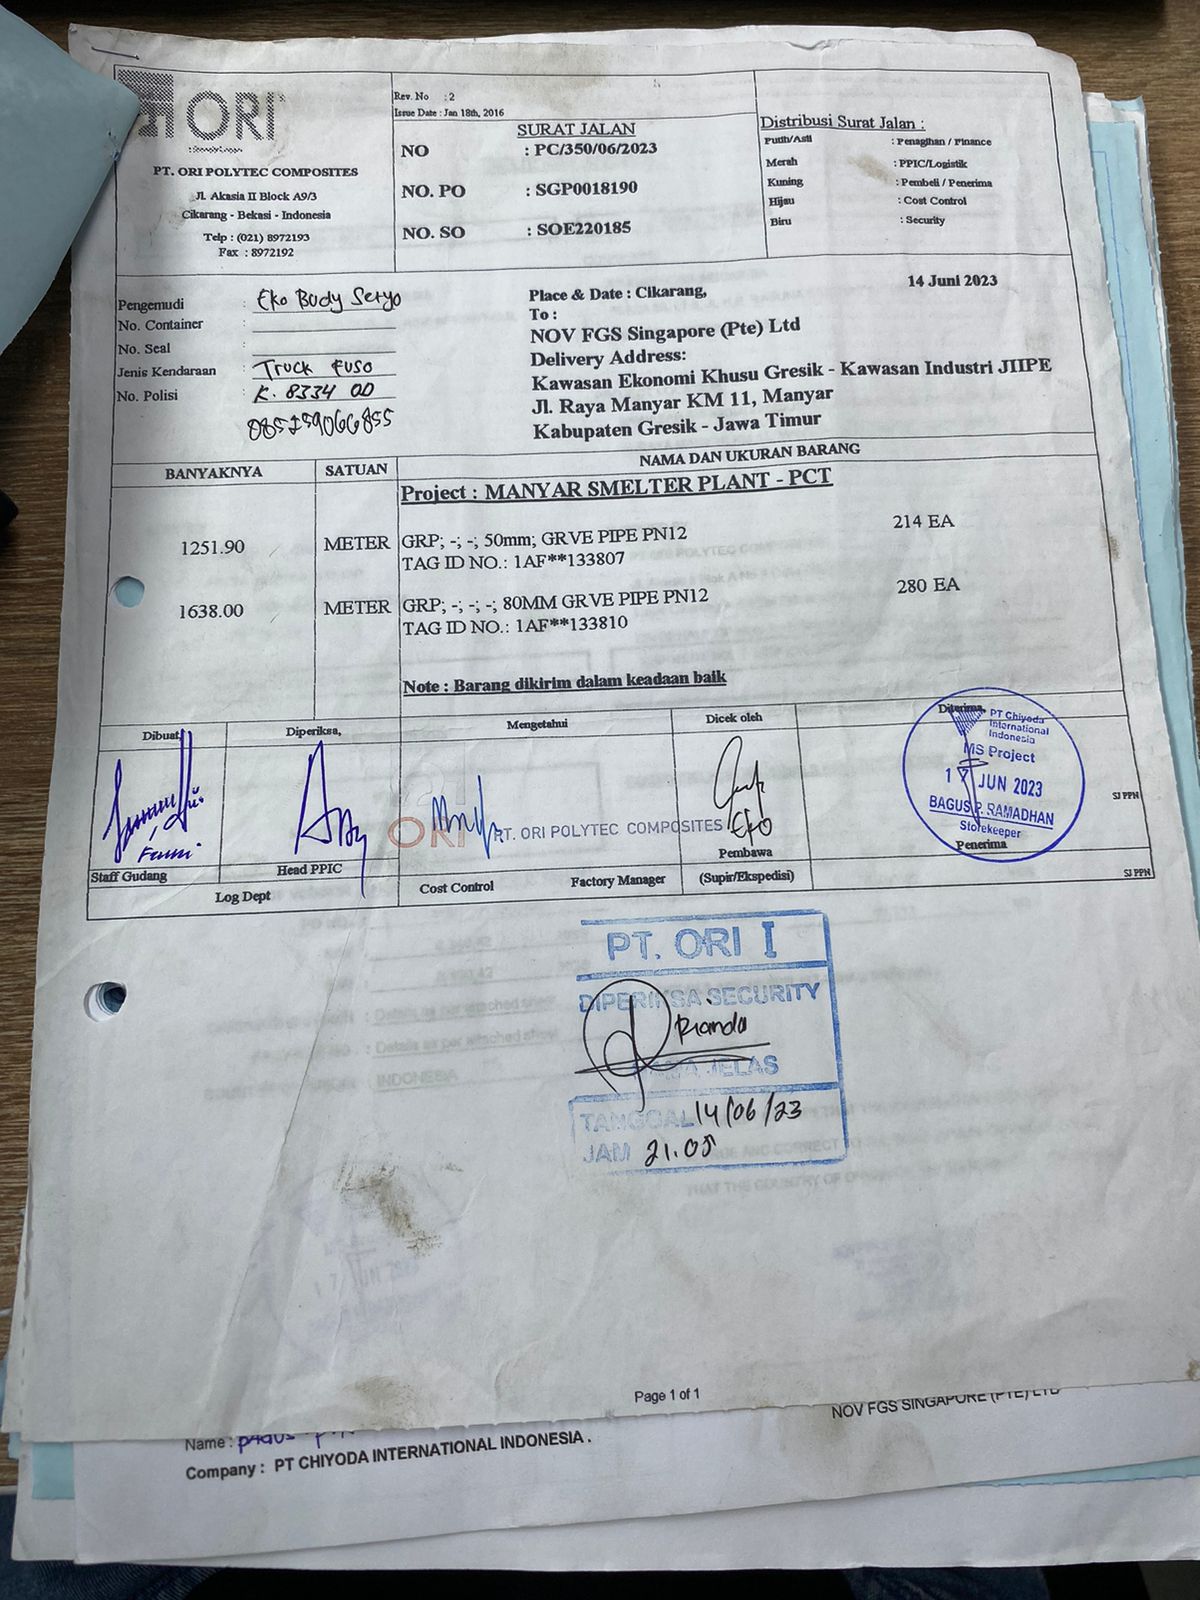 ORI
PT. ORI POLYTEC COMPOSITES
Jl. Akasia II Block A9/3
Cikarang - Bekasi - Indonesia
Telp : (021) 8972193
Fax : 8972192
Rev. No : 2
Issue Date : Jan 18th, 2016
SURAT JALAN
NO : PC/350/06/2023
NO. PO : SGP0018190
NO. SO : SOE220185
Distribusi Surat Jalan :
Putih/Asli : Penagihan / Finance
Merah : PPIC/Logistik
Kuning : Pembeli / Penerima
Hijau : Cost Control
Biru : Security
Pengemudi : Eko Budy Setyo
No. Container :
No. Seal :
Jenis Kendaraan : Truck Fuso
No. Polisi : K. 8334 OD
085259066855
Place & Date : Cikarang, 14 Juni 2023
To :
NOV FGS Singapore (Pte) Ltd
Delivery Address:
Kawasan Ekonomi Khusu Gresik - Kawasan Industri JIIPE
Jl. Raya Manyar KM 11, Manyar
Kabupaten Gresik - Jawa Timur
BANYAKNYA SATUAN NAMA DAN UKURAN BARANG
Project : MANYAR SMELTER PLANT - PCT
1251.90 METER GRP; -; -; 50mm; GRVE PIPE PN12 214 EA
TAG ID NO.: 1AF**133807
1638.00 METER GRP; -; -; -; 80MM GRVE PIPE PN12 280 EA
TAG ID NO.: 1AF**133810
Note : Barang dikirim dalam keadaan baik
Dibuat, Diperiksa, Mengetahui Dicek oleh Diterima,
PT Chiyoda
International
Indonesia
MS Project
17 JUN 2023
BAGUS P. RAMADHAN
Storekeeper
Penerima
ORI PT. ORI POLYTEC COMPOSITES
Eko
Pembawa
(Supir/Ekspedisi)
Staff Gudang Head PPIC
Log Dept
Cost Control Factory Manager
SJ PPN
SJ PPN
PT. ORI I
DIPERIKSA SECURITY
Rianda
NAMA JELAS
TANGGAL 14/06/23
JAM 21.05
Page 1 of 1
NOV FGS SINGAPORE (PTE) LTD
Name :
Company : PT CHIYODA INTERNATIONAL INDONESIA .